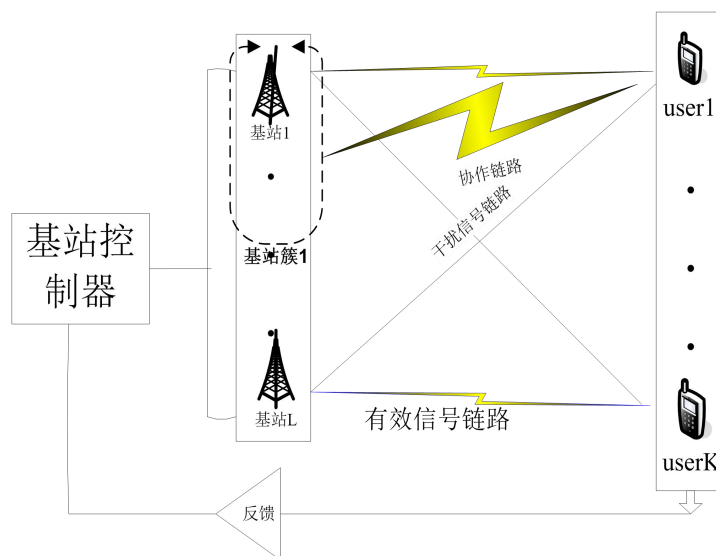 基站1
user1
协作链路
干扰信号链路
基站控
制器
基站簇1
基站L
有效信号链路
userK
反馈